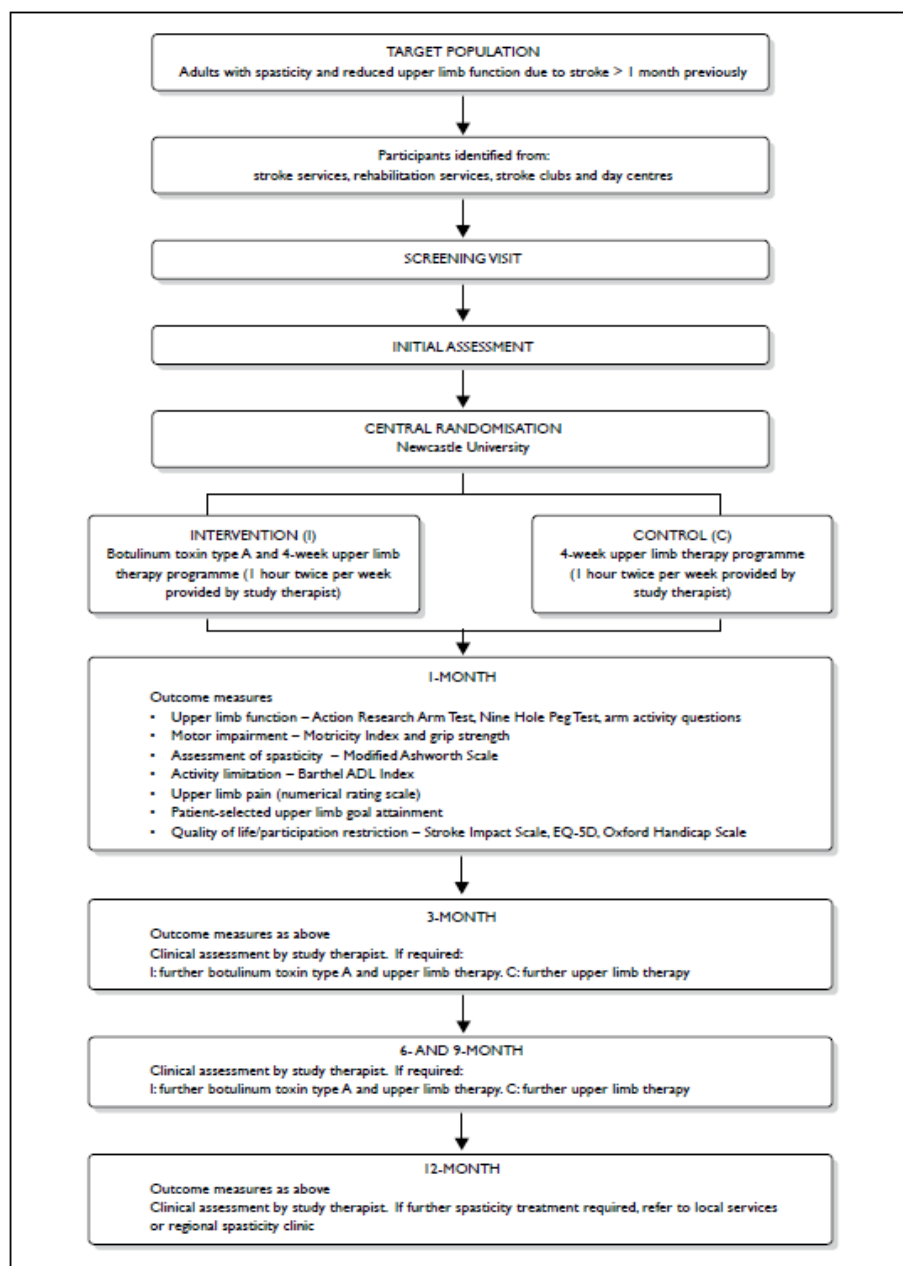 TARGET POPULATION
Adults with spasticity and reduced upper limb function due to stroke > 1 month previously
Participants identified from:
stroke services, rehabilitation services, stroke clubs and day centres
SCREENING VISIT
INITIAL ASSESSMENT
CENTRAL RANDOMISATION
Newcastle University
INTERVENTION (I)
Botulinum toxin type A and 4-week upper limb
therapy programme (1 hour twice per week
provided by study therapist)
CONTROL (C)
4-week upper limb therapy programme
(1 hour twice per week provided by
study therapist)
1-MONTH
Outcome measures
• Upper limb function – Action Research Arm Test, Nine Hole Peg Test, arm activity questions
• Motor impairment – Motricity Index and grip strength
• Assessment of spasticity – Modified Ashworth Scale
• Activity limitation – Barthel ADL Index
• Upper limb pain (numerical rating scale)
• Patient-selected upper limb goal attainment
• Quality of life/participation restriction – Stroke Impact Scale, EQ-5D, Oxford Handicap Scale
3-MONTH
Outcome measures as above
Clinical assessment by study therapist. If required:
I: further botulinum toxin type A and upper limb therapy. C: further upper limb therapy
6- AND 9-MONTH
Clinical assessment by study therapist. If required:
I: further botulinum toxin type A and upper limb therapy. C: further upper limb therapy
12-MONTH
Outcome measures as above
Clinical assessment by study therapist. If further spasticity treatment required, refer to local services
or regional spasticity clinic